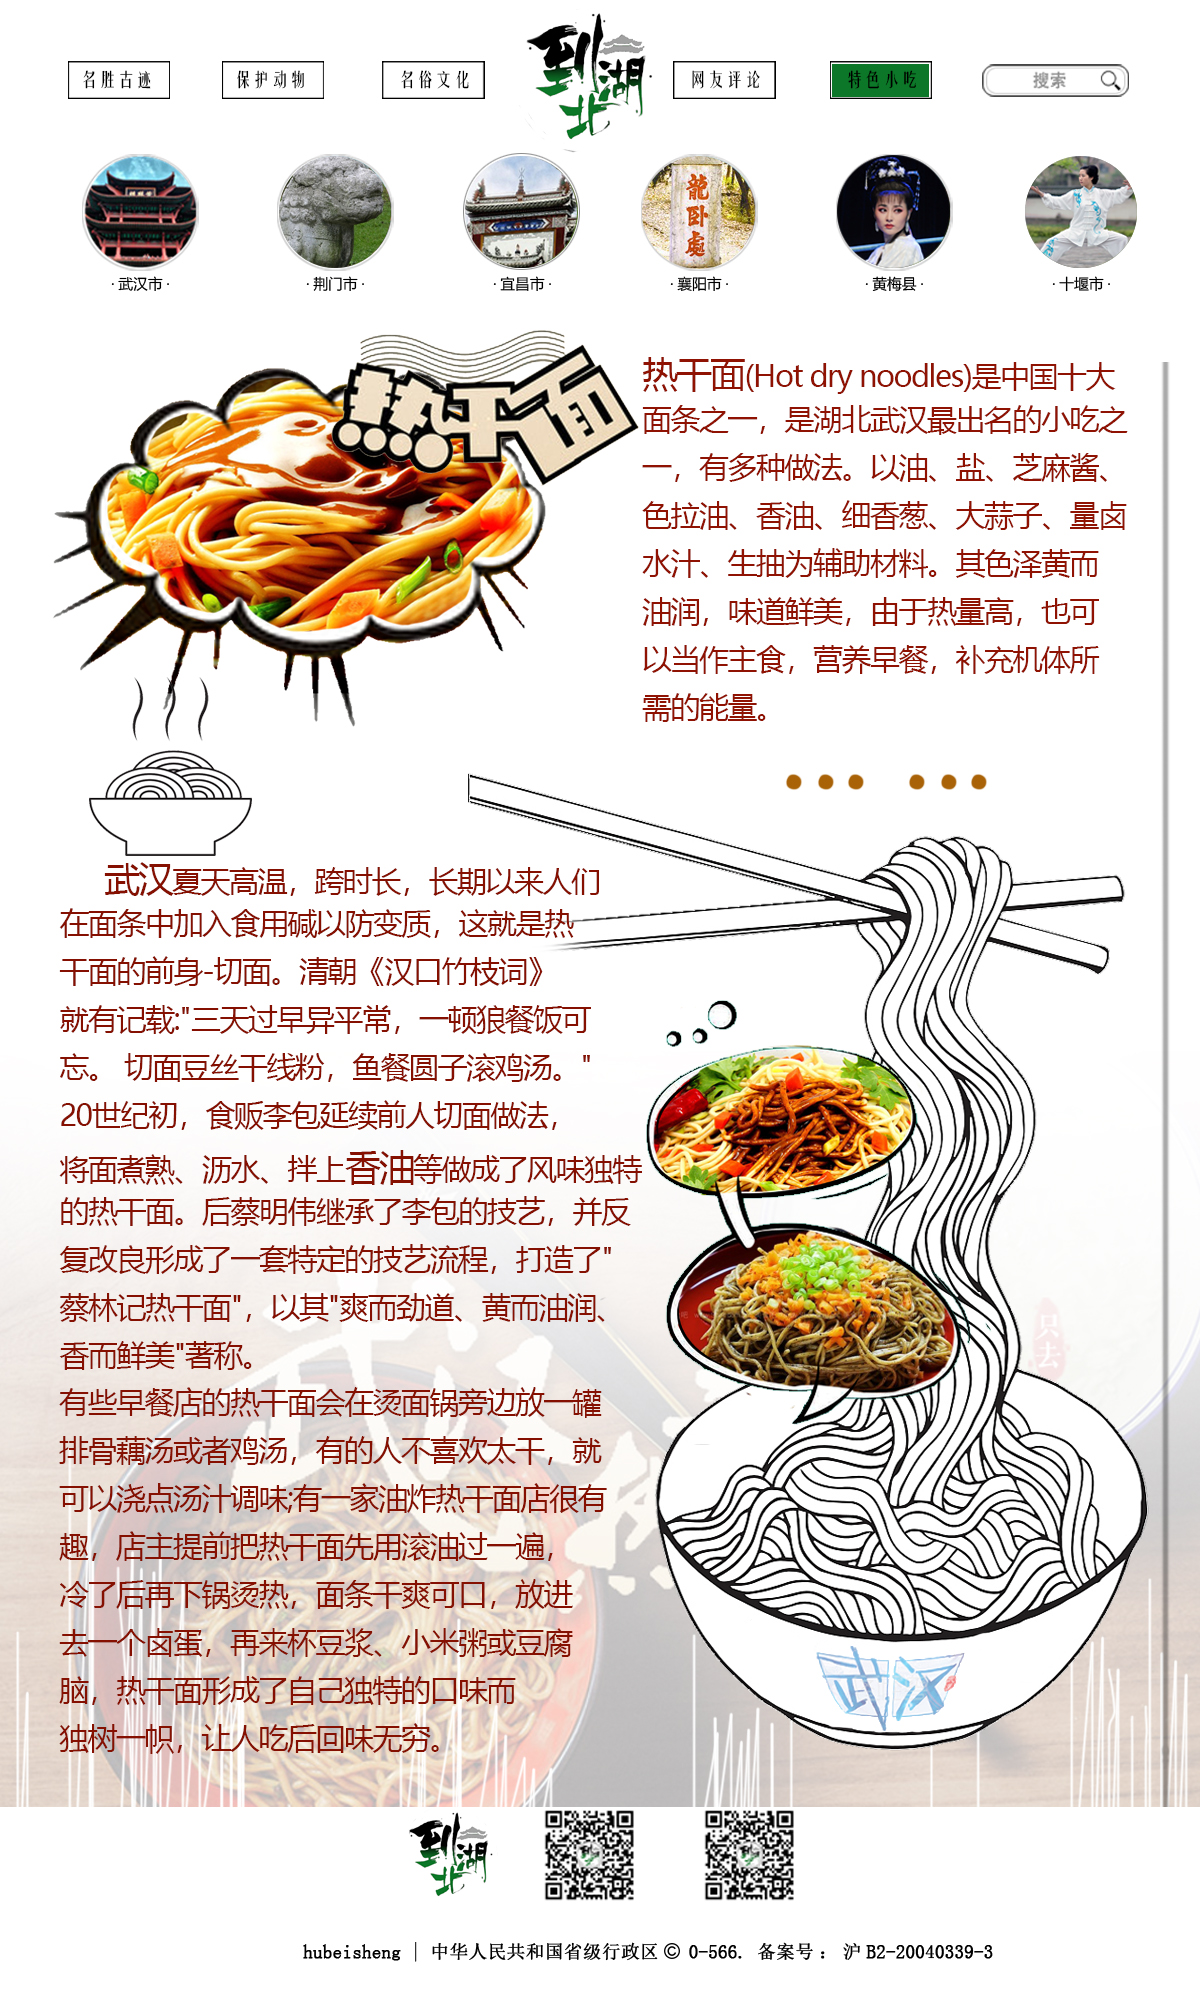 名胜古迹
保护动物
名俗文化
到湖北
网友评论
特色小吃
搜索
龍卧處
·武汉市·
·荆门市·
·宜昌市·
·襄阳市·
·黄梅县·
·十堰市·
热干面
热干面(Hot dry noodles)是中国十大
面条之一，是湖北武汉最出名的小吃之
一，有多种做法。以油、盐、芝麻酱、
色拉油、香油、细香葱、大蒜子、量卤
水汁、生抽为辅助材料。其色泽黄而
油润，味道鲜美，由于热量高，也可
以当作主食，营养早餐，补充机体所
需的能量。
武汉夏天高温，跨时长，长期以来人们
在面条中加入食用碱以防变质，这就是热
干面的前身-切面。清朝《汉口竹枝词》
就有记载:"三天过早异平常，一顿狼餐饭可
忘。 切面豆丝干线粉，鱼餐圆子滚鸡汤。"
20世纪初，食贩李包延续前人切面做法，
将面煮熟、沥水、拌上香油等做成了风味独特
的热干面。后蔡明伟继承了李包的技艺，并反
复改良形成了一套特定的技艺流程，打造了"
蔡林记热干面"，以其"爽而劲道、黄而油润、
香而鲜美"著称。
有些早餐店的热干面会在烫面锅旁边放一罐
排骨藕汤或者鸡汤，有的人不喜欢太干，就
可以浇点汤汁调味;有一家油炸热干面店很有
趣，店主提前把热干面先用滚油过一遍，
冷了后再下锅烫热，面条干爽可口，放进
去一个卤蛋，再来杯豆浆、小米粥或豆腐
脑，热干面形成了自己独特的口味而
独树一帜，让人吃后回味无穷。
武汉
只去
武汉
到湖北
hubeisheng | 中华人民共和国省级行政区© 0-566. 备案号： 沪B2-20040339-3